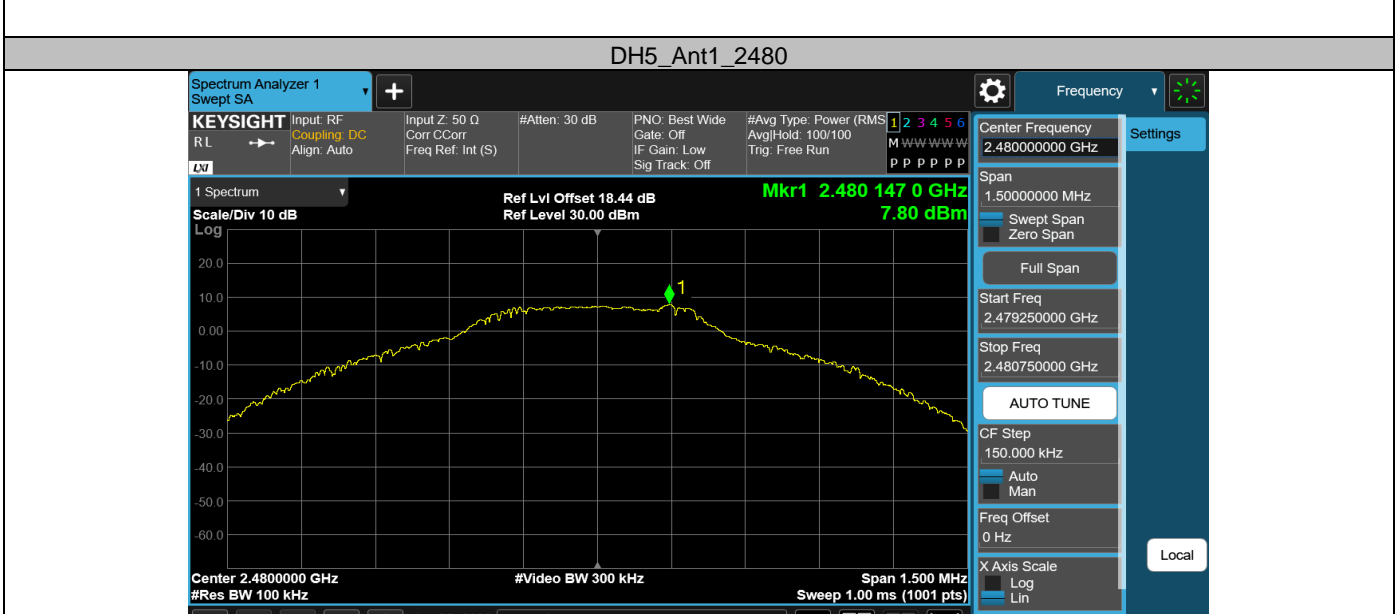 DH5_Ant1_2480
Spectrum Analyzer 1
Swept SA
▼
+
Frequency
▼
KEYSIGHT
RL
LXI
Input: RF
Coupling: DC
Align: Auto
Input Z: 50 Ω
Corr CCorr
Freq Ref: Int (S)
#Atten: 30 dB
PNO: Best Wide
Gate: Off
IF Gain: Low
Sig Track: Off
#Avg Type: Power (RMS
Avg|Hold: 100/100
Trig: Free Run
1 2 3 4 5 6
M W W W W W
P P P P P P
1 Spectrum ▼
Scale/Div 10 dB
Log
Ref Lvl Offset 18.44 dB
Ref Level 30.00 dBm
Mkr1 2.480 147 0 GHz
7.80 dBm
20.0
10.0
0.00
-10.0
-20.0
-30.0
-40.0
-50.0
-60.0
1
Center 2.4800000 GHz
#Res BW 100 kHz
#Video BW 300 kHz
Span 1.500 MHz
Sweep 1.00 ms (1001 pts)
Center Frequency
2.480000000 GHz
Settings
Span
1.50000000 MHz
Swept Span
Zero Span
Full Span
Start Freq
2.479250000 GHz
Stop Freq
2.480750000 GHz
AUTO TUNE
CF Step
150.000 kHz
Auto
Man
Freq Offset
0 Hz
X Axis Scale
Log
Lin
Local